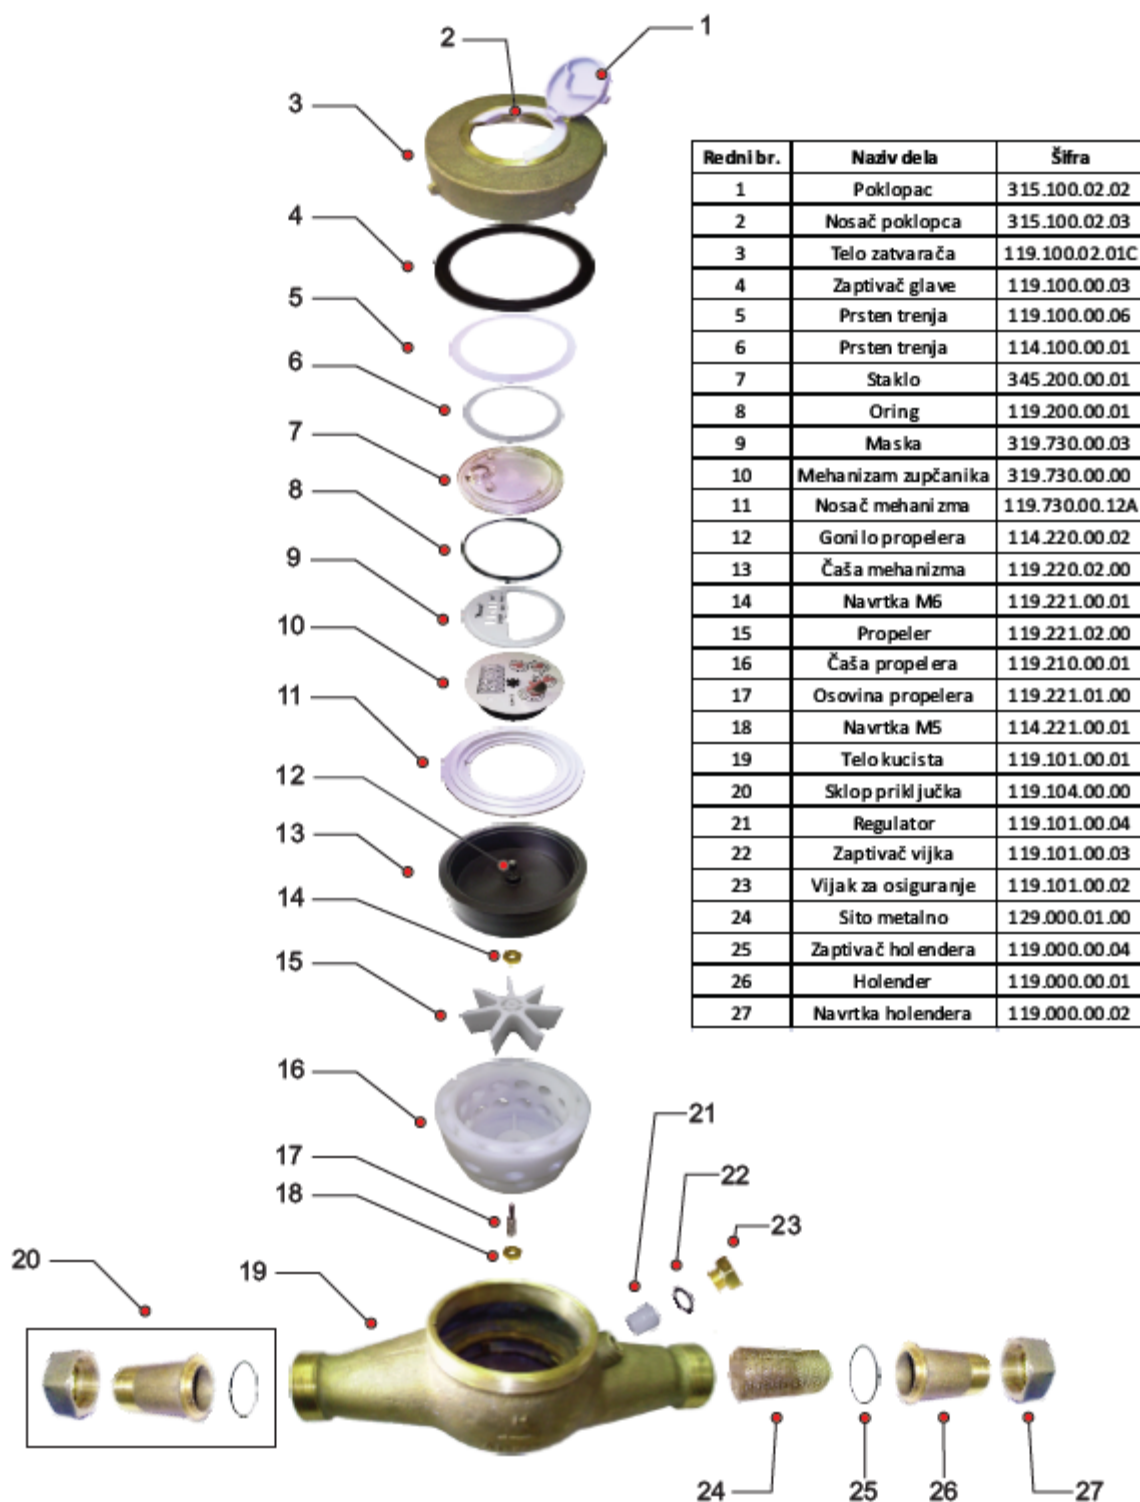 1
2
3
4
5
6
7
8
9
10
11
12
13
14
15
16
17
18
19
20
21
22
23
24
25
26
27
Redni br. Naziv dela Šifra
1 Poklopac 315.100.02.02
2 Nosač poklopca 315.100.02.03
3 Telo zatvarača 119.100.02.01C
4 Zaptivač glave 119.100.00.03
5 Prsten trenja 119.100.00.06
6 Prsten trenja 114.100.00.01
7 Staklo 345.200.00.01
8 Oring 119.200.00.01
9 Maska 319.730.00.03
10 Mehanizam zupčanika 319.730.00.00
11 Nosač mehanizma 119.730.00.12A
12 Gonilo propelera 114.220.00.02
13 Čaša mehanizma 119.220.02.00
14 Navrtka M6 119.221.00.01
15 Propeler 119.221.02.00
16 Čaša propelera 119.210.00.01
17 Osovina propelera 119.221.01.00
18 Navrtka M5 114.221.00.01
19 Telo kucista 119.101.00.01
20 Sklop priključka 119.104.00.00
21 Regulator 119.101.00.04
22 Zaptivač vijka 119.101.00.03
23 Vijak za osiguranje 119.101.00.02
24 Sito metalno 129.000.01.00
25 Zaptivač holendera 119.000.00.04
26 Holender 119.000.00.01
27 Navrtka holendera 119.000.00.02